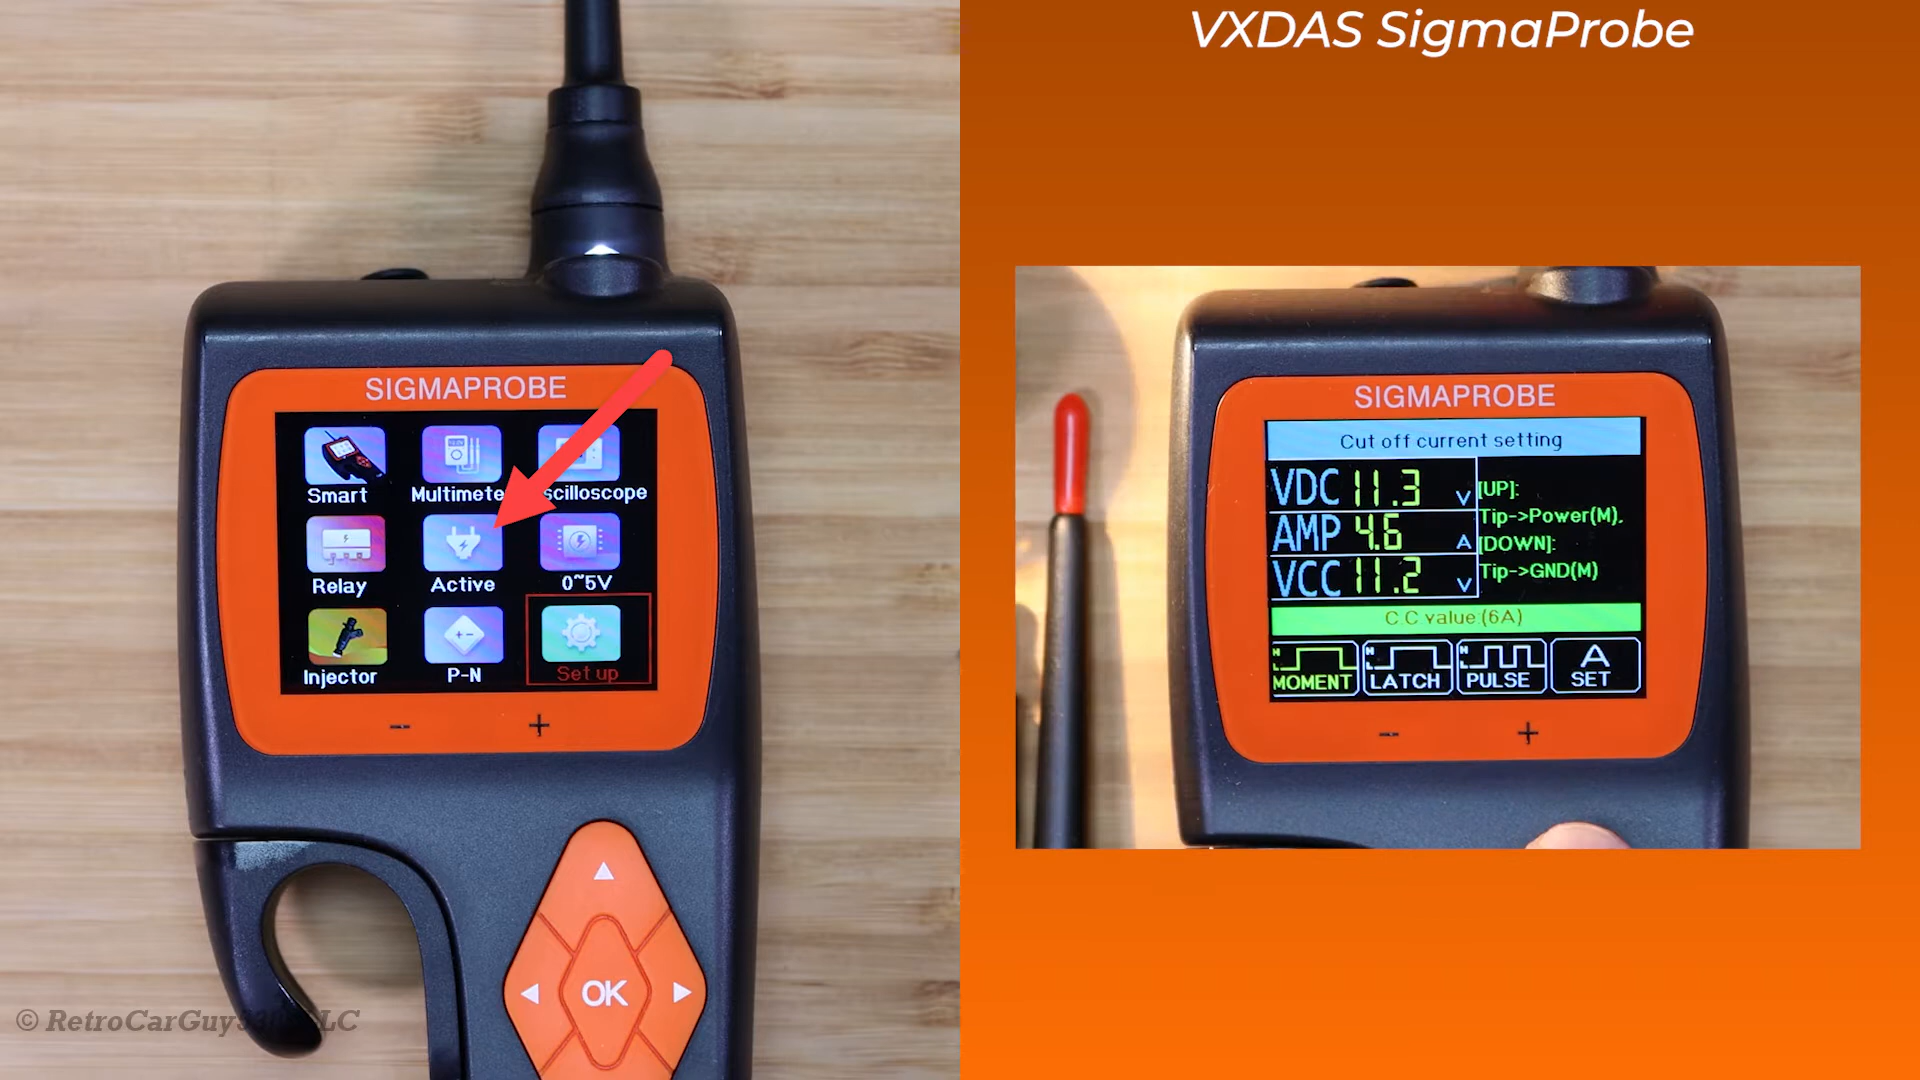 VXDAS SigmaProbe
SIGMAPROBE
Smart
Multimete
scilloscope
Relay
Active
0~5V
Injector
P-N
Set up
- +
OK
© RetroCarGuy
LC
SIGMAPROBE
Cut off current setting
VDC 11.3 V
AMP 4.6 A
VCC 11.2 V
[UP]:
Tip->Power(M).
[DOWN]:
Tip->GND(M)
C C value (6A)
H MOMENT
H LATCH
H PULSE
A SET
- +